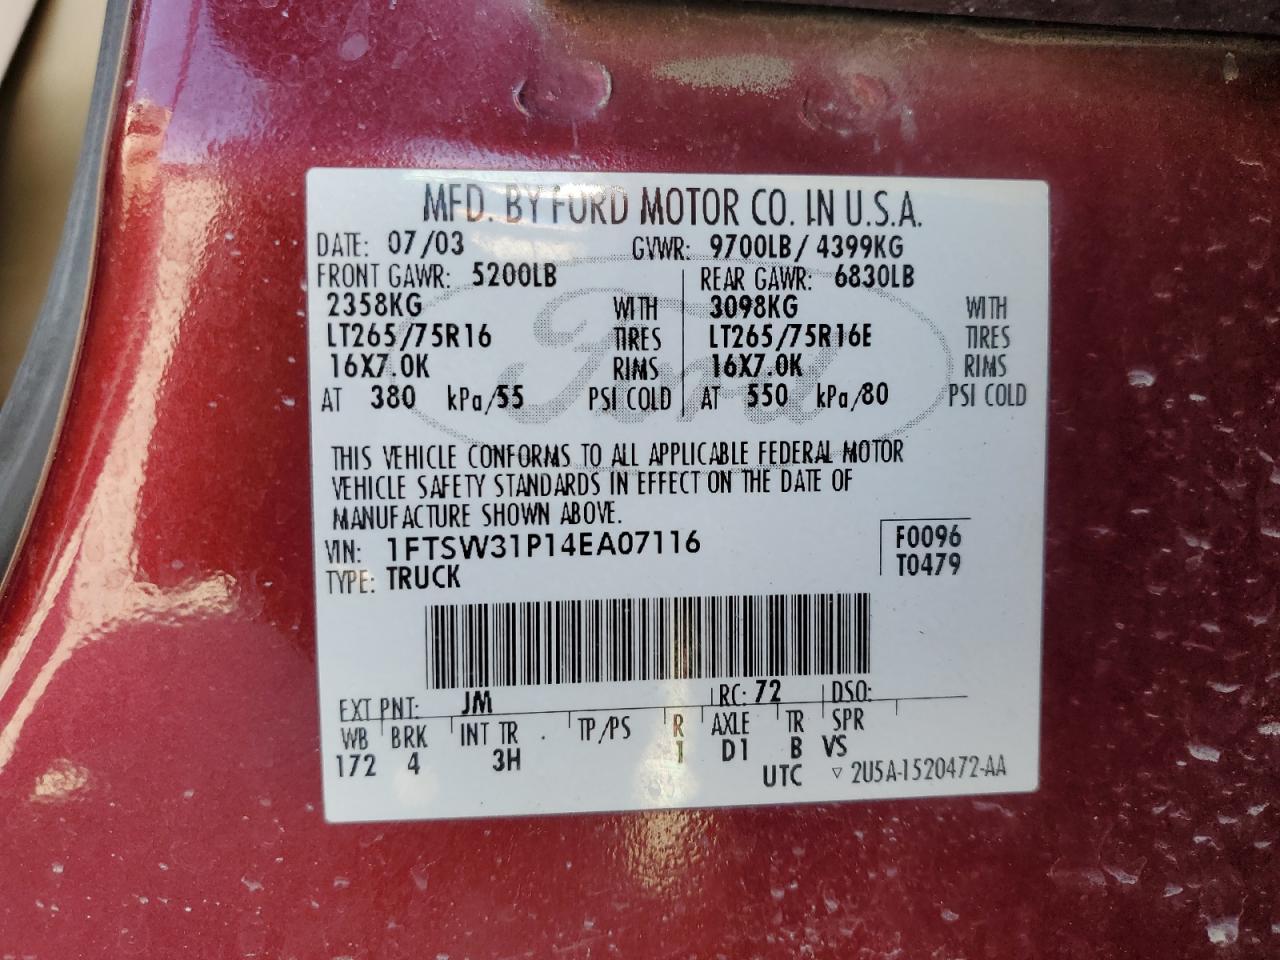 MFD. BY FORD MOTOR CO. IN U.S.A.
DATE: 07/03 GVWR: 9700LB/ 4399KG
FRONT GAWR: 5200LB REAR GAWR: 6830LB
2358KG WITH 3098KG WITH
LT265/75R16 TIRES LT265/75R16E TIRES
16X7.0K RIMS 16X7.0K RIMS
AT 380 kPa/55 PSI COLD AT 550 kPa/80 PSI COLD
Ford
THIS VEHICLE CONFORMS TO ALL APPLICABLE FEDERAL MOTOR
VEHICLE SAFETY STANDARDS IN EFFECT ON THE DATE OF
MANUFACTURE SHOWN ABOVE.
VIN: 1FTSW31P14EA07116 F0096
TYPE: TRUCK T0479
EXT PNT: JM RC: 72 DSO:
WB BRK INT TR TP/PS R AXLE TR SPR
172 4 3H 1 D1 B VS
UTC ▽ 2U5A-1520472-AA